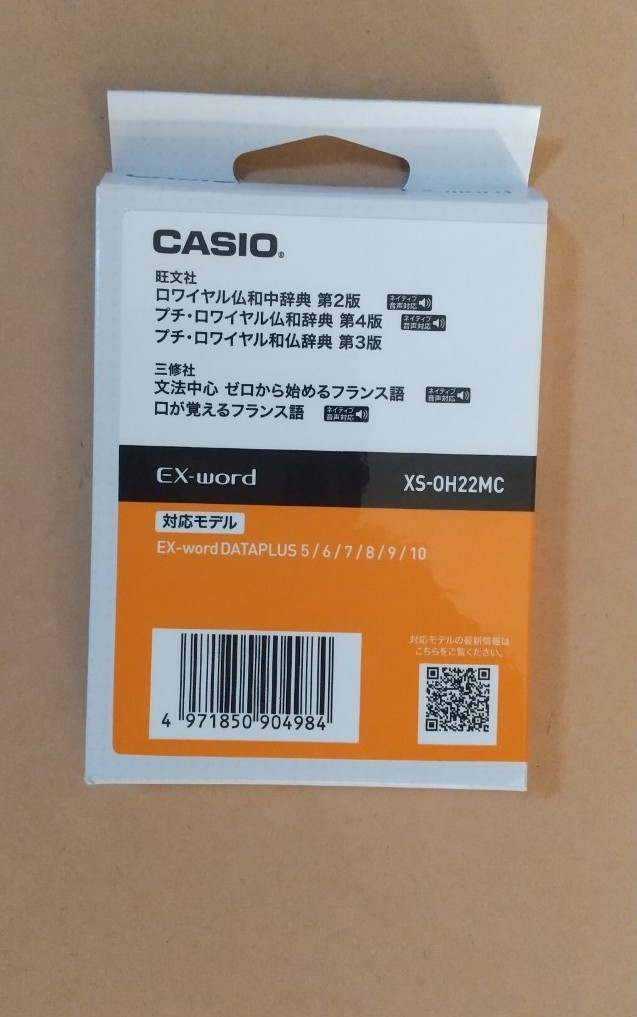 CASIO®
旺文社
ロワイヤル仏和中辞典 第2版 ネイティブ音声対応
プチ・ロワイヤル仏和辞典 第4版 ネイティブ音声対応
プチ・ロワイヤル和仏辞典 第3版
三修社
文法中心 ゼロから始めるフランス語 ネイティブ音声対応
口が覚えるフランス語 ネイティブ音声対応
EX-word XS-OH22MC
対応モデル
EX-word DATAPLUS 5/6/7/8/9/10
対応モデルの最新情報は
こちらをご覧ください。
4 971850 904984